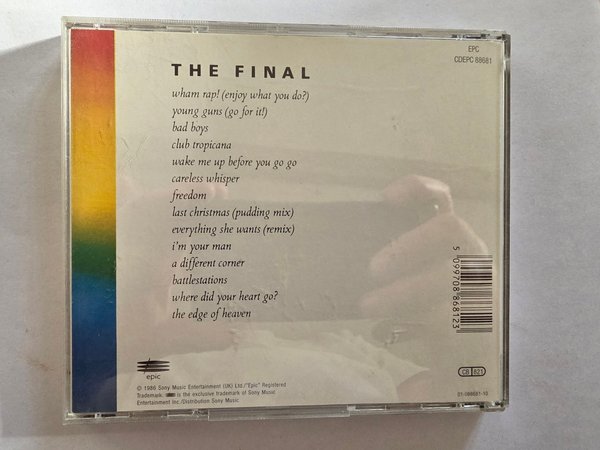 EPC
CDEPC 88681
THE FINAL
wham rap! (enjoy what you do?)
young guns (go for it!)
bad boys
club tropicana
wake me up before you go go
careless whisper
freedom
last christmas (pudding mix)
everything she wants (remix)
i'm your man
a different corner
battlestations
where did your heart go?
the edge of heaven
5 099708 868123
epic
℗ 1986 Sony Music Entertainment (UK) Ltd./"Epic" Registered
Trademark. is the exclusive trademark of Sony Music
Entertainment Inc./Distribution Sony Music
01-088681-10